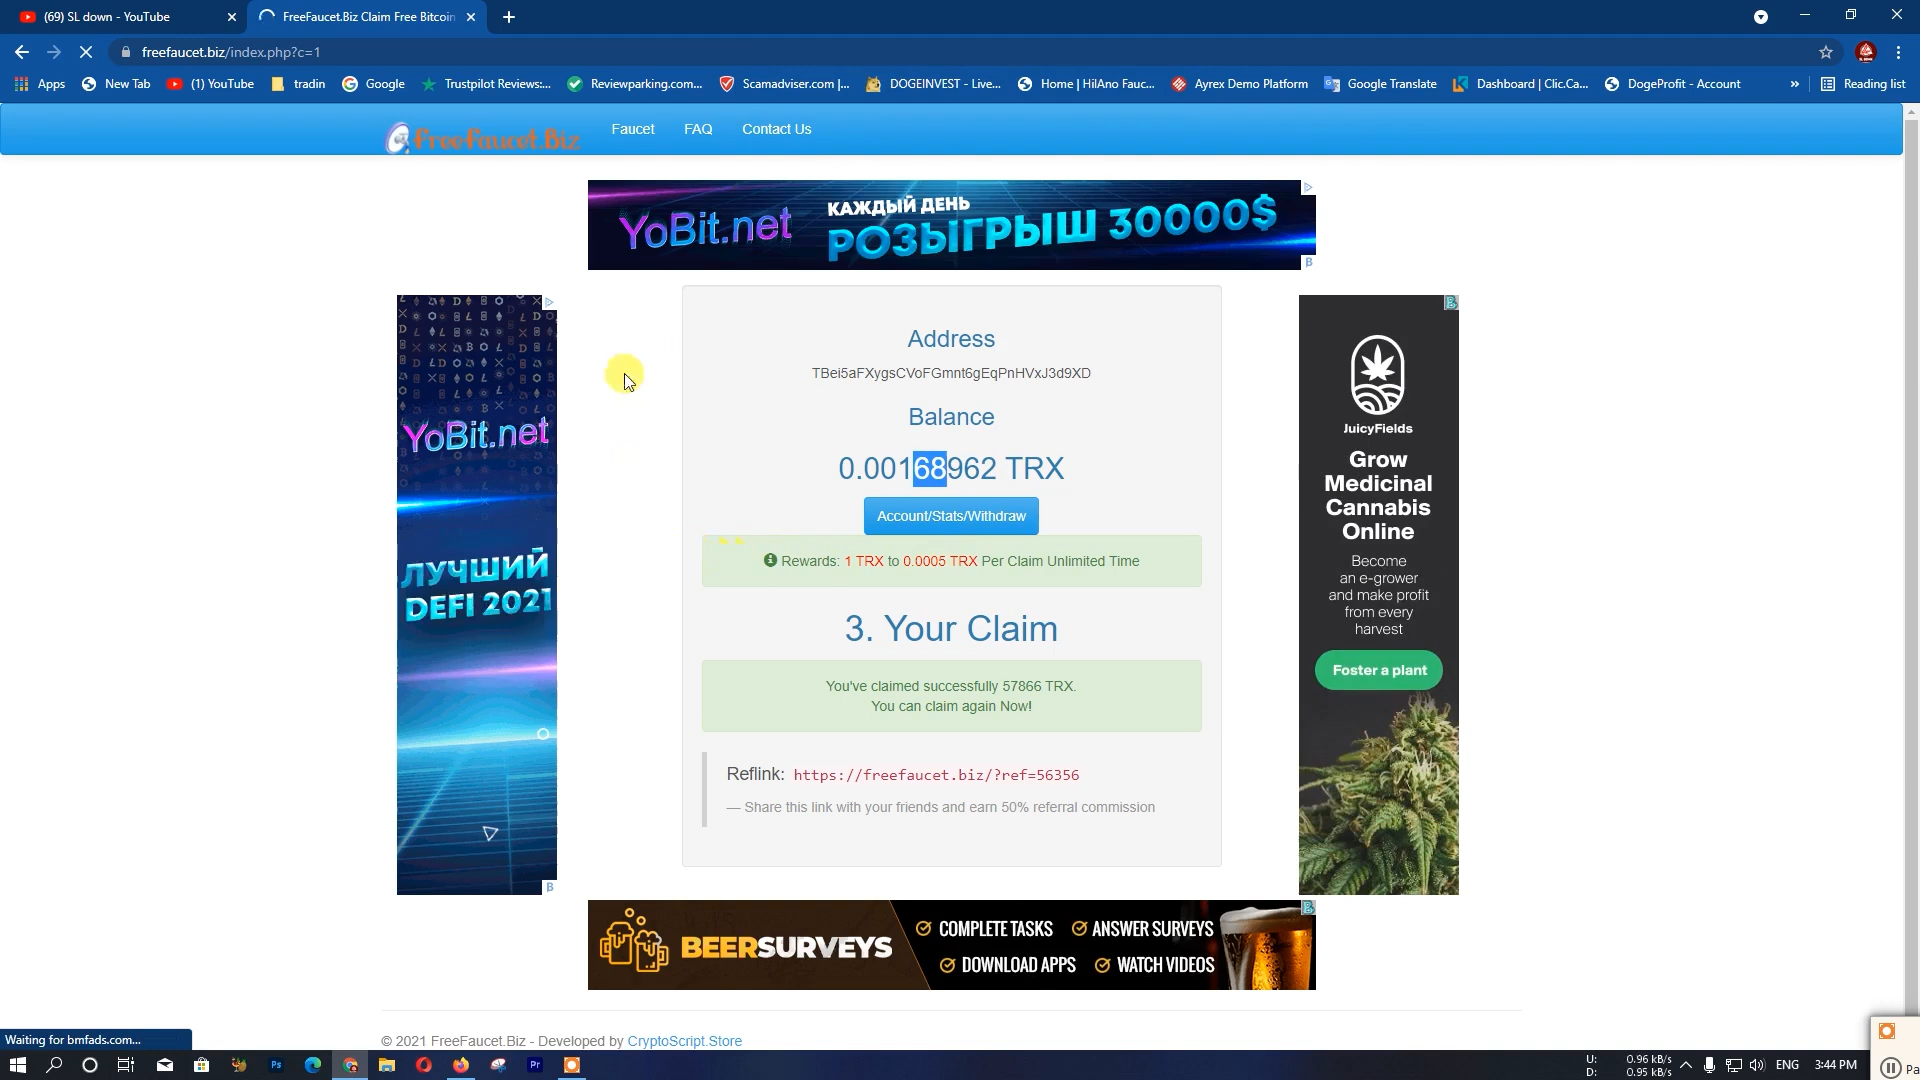 (69) SL down - YouTube
FreeFaucet.Biz Claim Free Bitcoin
freefaucet.biz/index.php?c=1
Apps
New Tab
(1) YouTube
tradin
Google
Trustpilot Reviews:...
Reviewparking.com...
Scamadviser.com |...
DOGEINVEST - Live...
Home | HilAno Fauc...
Ayrex Demo Platform
Google Translate
Dashboard | Clic.Ca...
DogeProfit - Account
»
Reading list
FreeFaucet.Biz
Faucet
FAQ
Contact Us
YoBit.net
КАЖДЫЙ ДЕНЬ
РОЗЫГРЫШ 30000$
YoBit.net
ЛУЧШИЙ
DEFI 2021
Address
TBei5aFXygsCVoFGmnt6gEqPnHVxJ3d9XD
Balance
0.00168962 TRX
Account/Stats/Withdraw
Rewards: 1 TRX to 0.0005 TRX Per Claim Unlimited Time
3. Your Claim
You've claimed successfully 57866 TRX.
You can claim again Now!
Reflink: https://freefaucet.biz/?ref=56356
— Share this link with your friends and earn 50% referral commission
JuicyFields
Grow
Medicinal
Cannabis
Online
Become
an e-grower
and make profit
from every
harvest
Foster a plant
BEERSURVEYS
COMPLETE TASKS
ANSWER SURVEYS
DOWNLOAD APPS
WATCH VIDEOS
© 2021 FreeFaucet.Biz - Developed by CryptoScript.Store
Waiting for bmfads.com...
Ps
Pr
U: 0.96 kB/s
D: 0.95 kB/s
ENG
3:44 PM
Pa